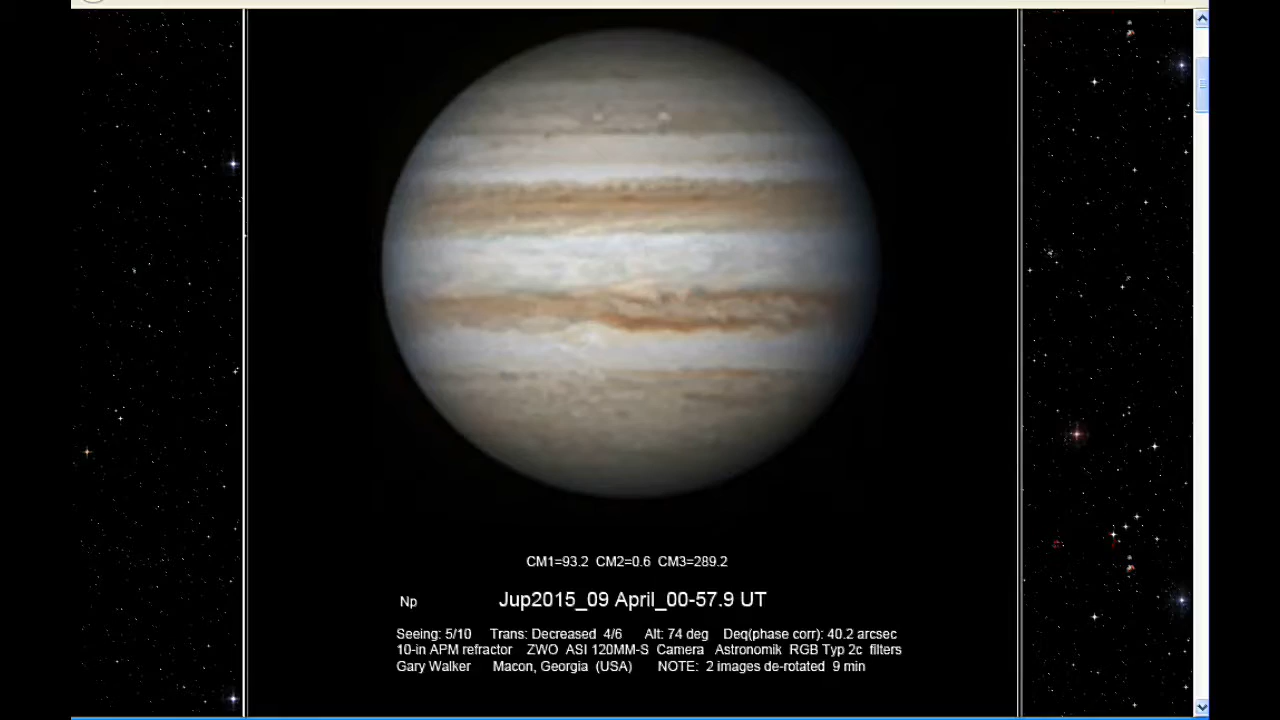 CM1=93.2 CM2=0.6 CM3=289.2
Np Jup2015_09 April_00-57.9 UT
Seeing: 5/10 Trans: Decreased 4/6 Alt: 74 deg Deq(phase corr): 40.2 arcsec
10-in APM refractor ZWO ASI 120MM-S Camera Astronomik RGB Typ 2c filters
Gary Walker Macon, Georgia (USA) NOTE: 2 images de-rotated 9 min